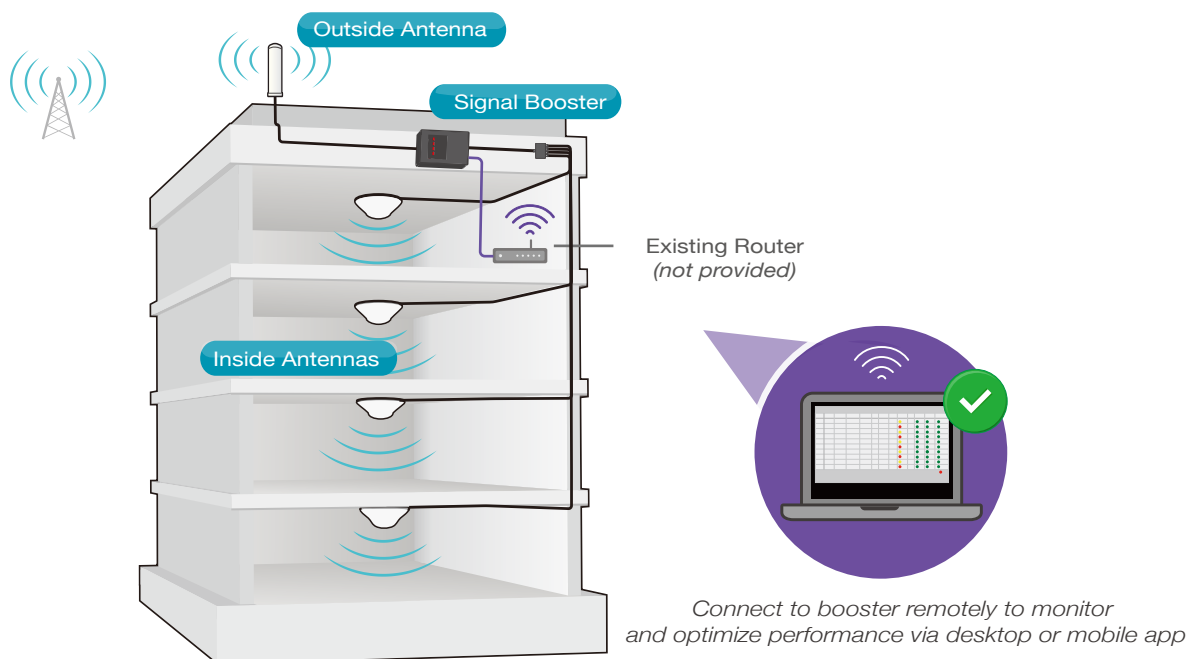 Outside Antenna
Signal Booster
Existing Router
(not provided)
Inside Antennas
Connect to booster remotely to monitor
and optimize performance via desktop or mobile app